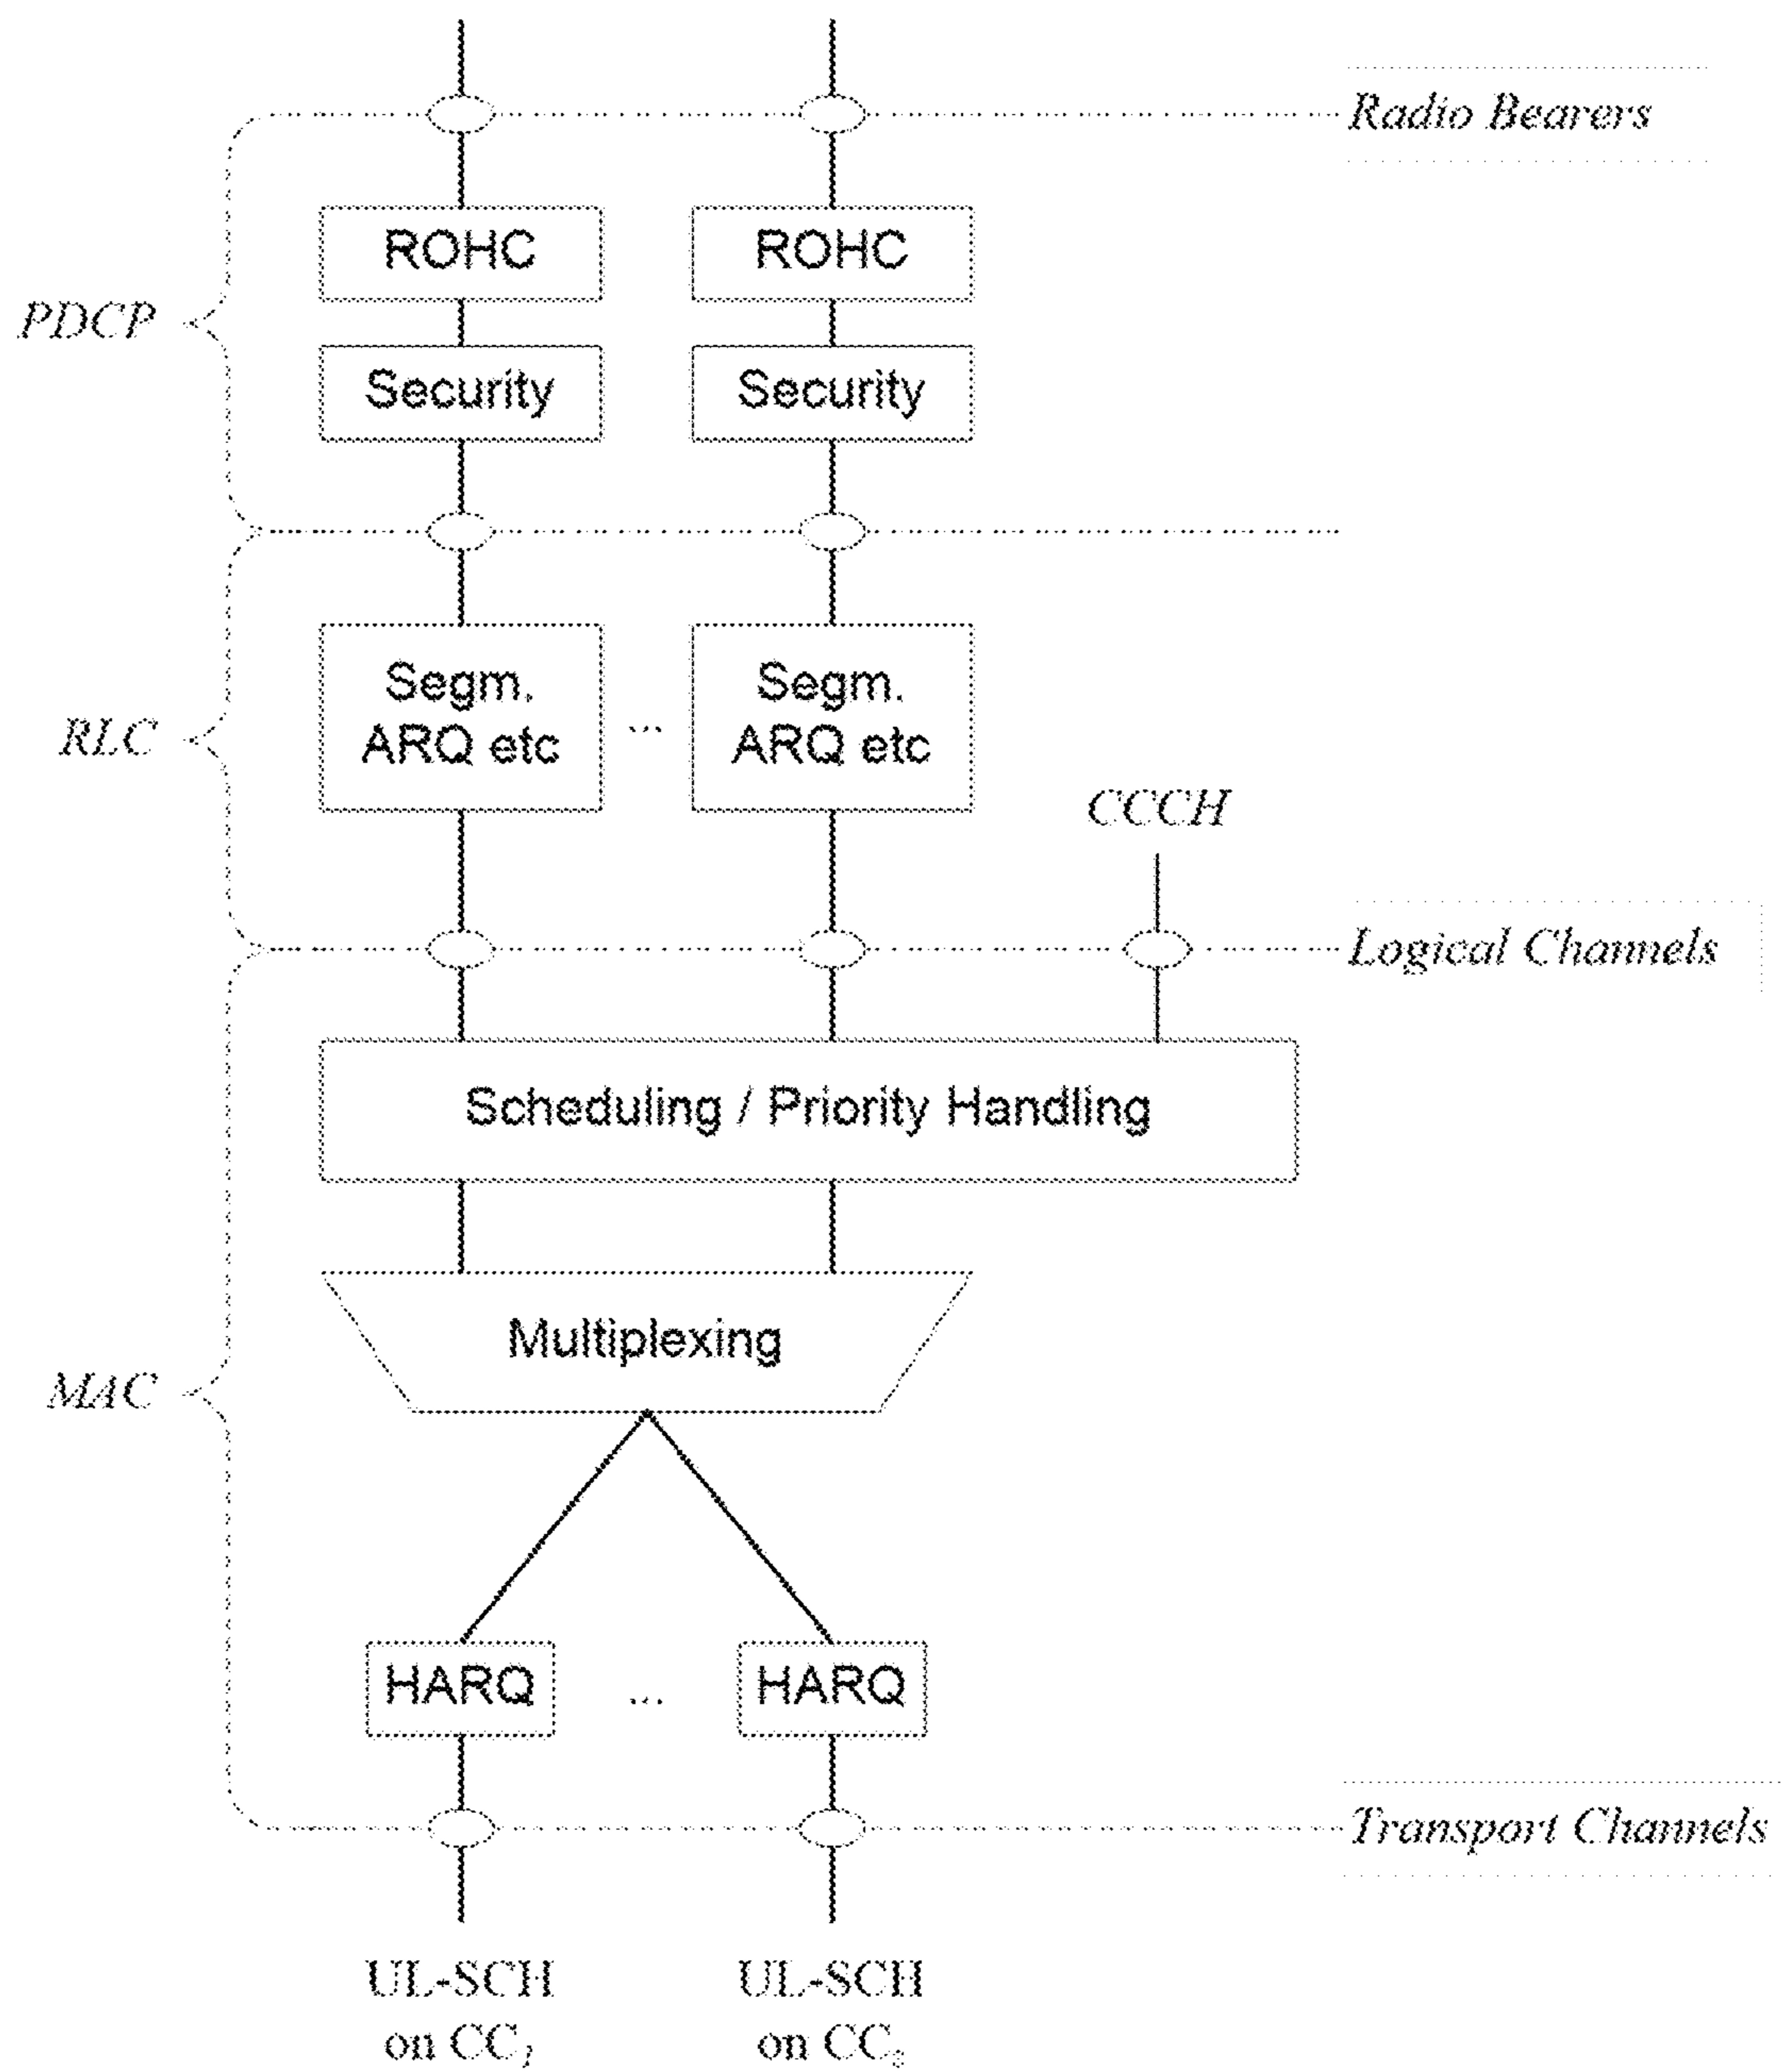 Radio Bearers
ROHC
ROHC
PDCP
Security
Security
Segm.
ARQ etc
...
Segm.
ARQ etc
RLC
CCCH
Logical Channels
Scheduling / Priority Handling
Multiplexing
MAC
HARQ
...
HARQ
Transport Channels
UL-SCH
on CC1
UL-SCH
on CC